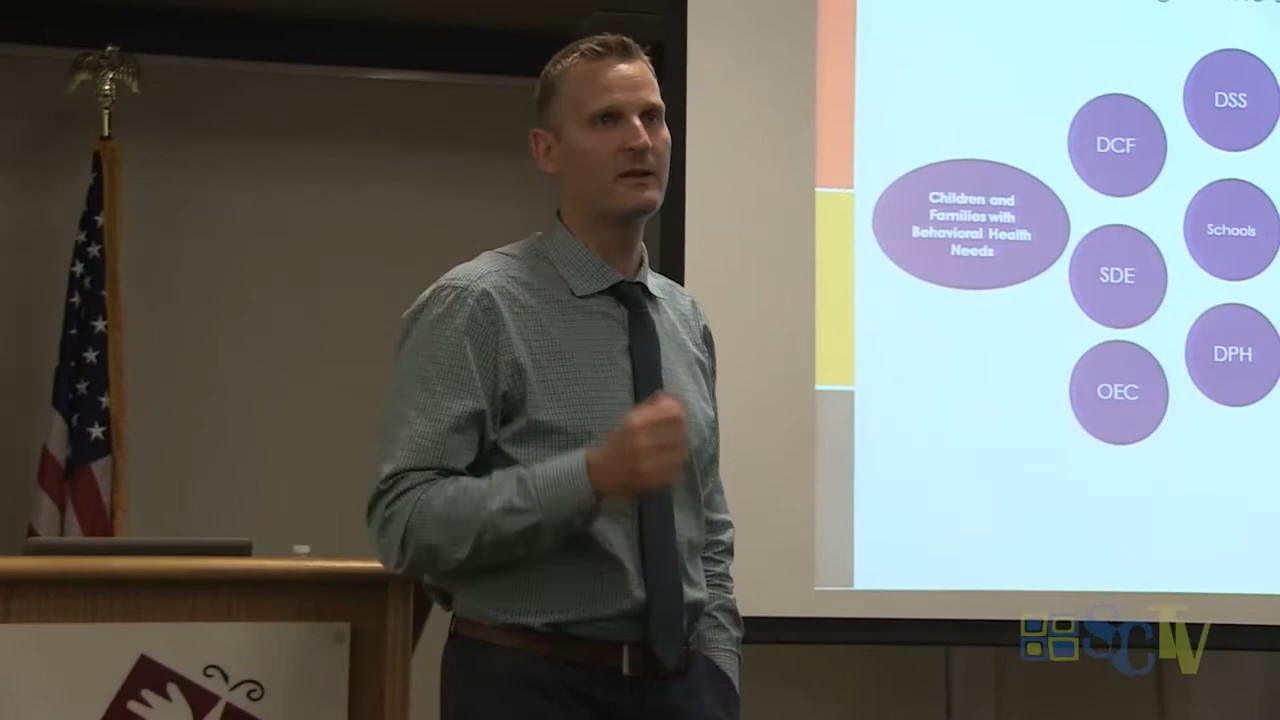 DSS
DCF
Children and
Families with
Behavioral Health
Needs
Schools
SDE
DPH
OEC
SCTV